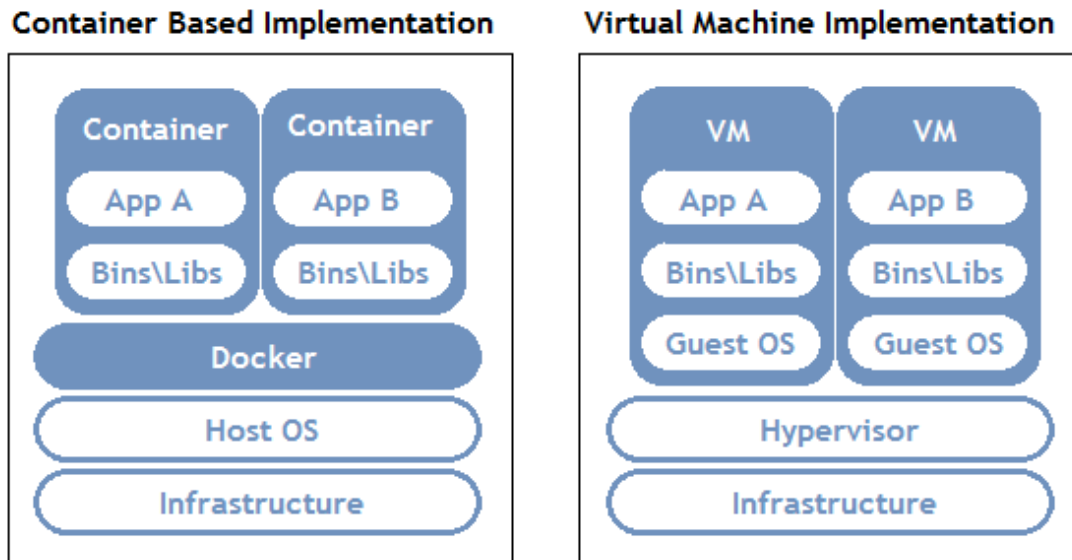 Container Based Implementation
Container
Container
App A
App B
Bins\Libs
Bins\Libs
Docker
Host OS
Infrastructure
Virtual Machine Implementation
VM
VM
App A
App B
Bins\Libs
Bins\Libs
Guest OS
Guest OS
Hypervisor
Infrastructure